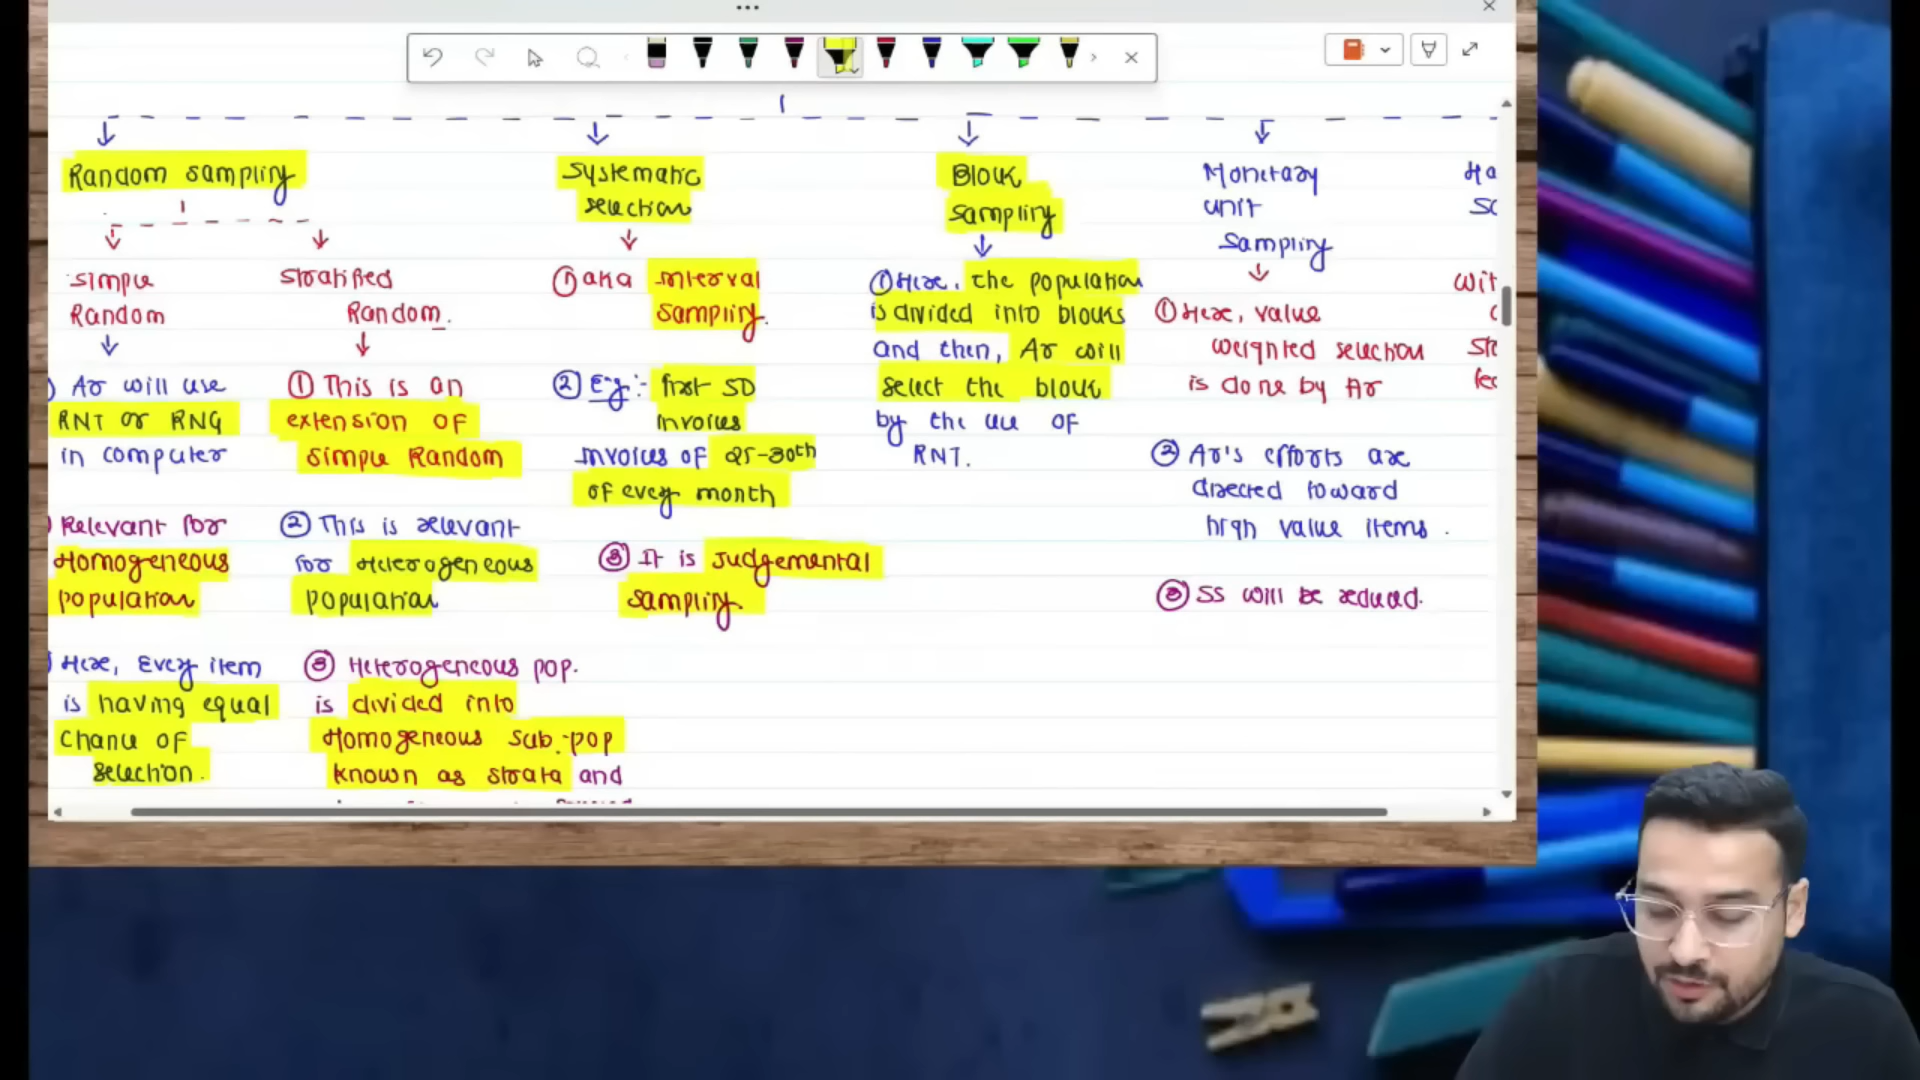 Random sampling
Simple
Random
Ar will use
RNT or RNG
in computer
Relevant for
Homogeneous
population
Here, Every item
is having equal
Chance of
Selection.
Stratified
Random.
① This is an
extension of
Simple Random
② This is relevant
for Heterogeneous
population
③ Heterogeneous pop.
is divided into
Homogeneous Sub-pop
known as strata and
Systematic
Selection
① aka Interval
Sampling.
② Eg:- first 50
Invoices
Invoices of 25-30th
of every month
③ It is Judgemental
Sampling.
Block
Sampling
① Here, the population
is divided into blocks
and then, Ar will
select the block
by the use of
RNT.
Monetary
unit
Sampling
① Here, value
weighted selection
is done by Ar
② Ar's efforts are
directed toward
high value items.
③ SS will be reduced.
Ha